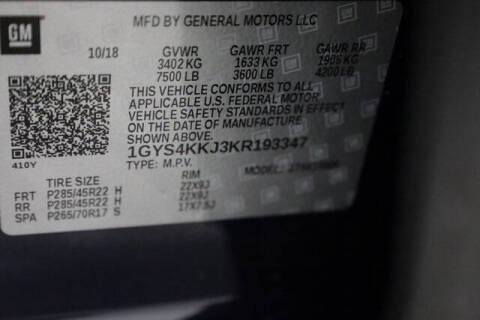 GM
MFD BY GENERAL MOTORS LLC
10/18 GVWR GAWR FRT GAWR RR
3402 KG 1633 KG 1905 KG
7500 LB 3600 LB 4200 LB
THIS VEHICLE CONFORMS TO ALL
APPLICABLE U.S. FEDERAL MOTOR
VEHICLE SAFETY STANDARDS IN EFFECT
ON THE DATE OF MANUFACTURE
SHOWN ABOVE.
410Y 1GYS4KKJ3KR193347
TYPE: M.P.V.
TIRE SIZE RIM
FRT P285/45R22 H 22X9J
RR P285/45R22 H 22X9J
SPA P265/70R17 S 17X7.5J